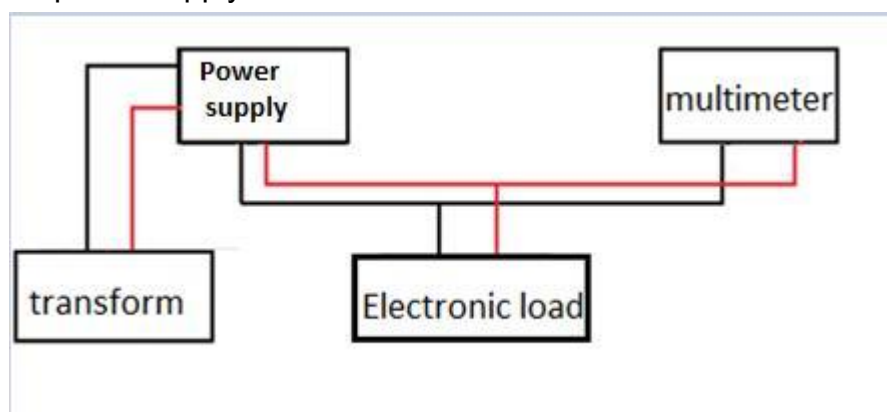 Power
supply
multimeter
transform
Electronic load